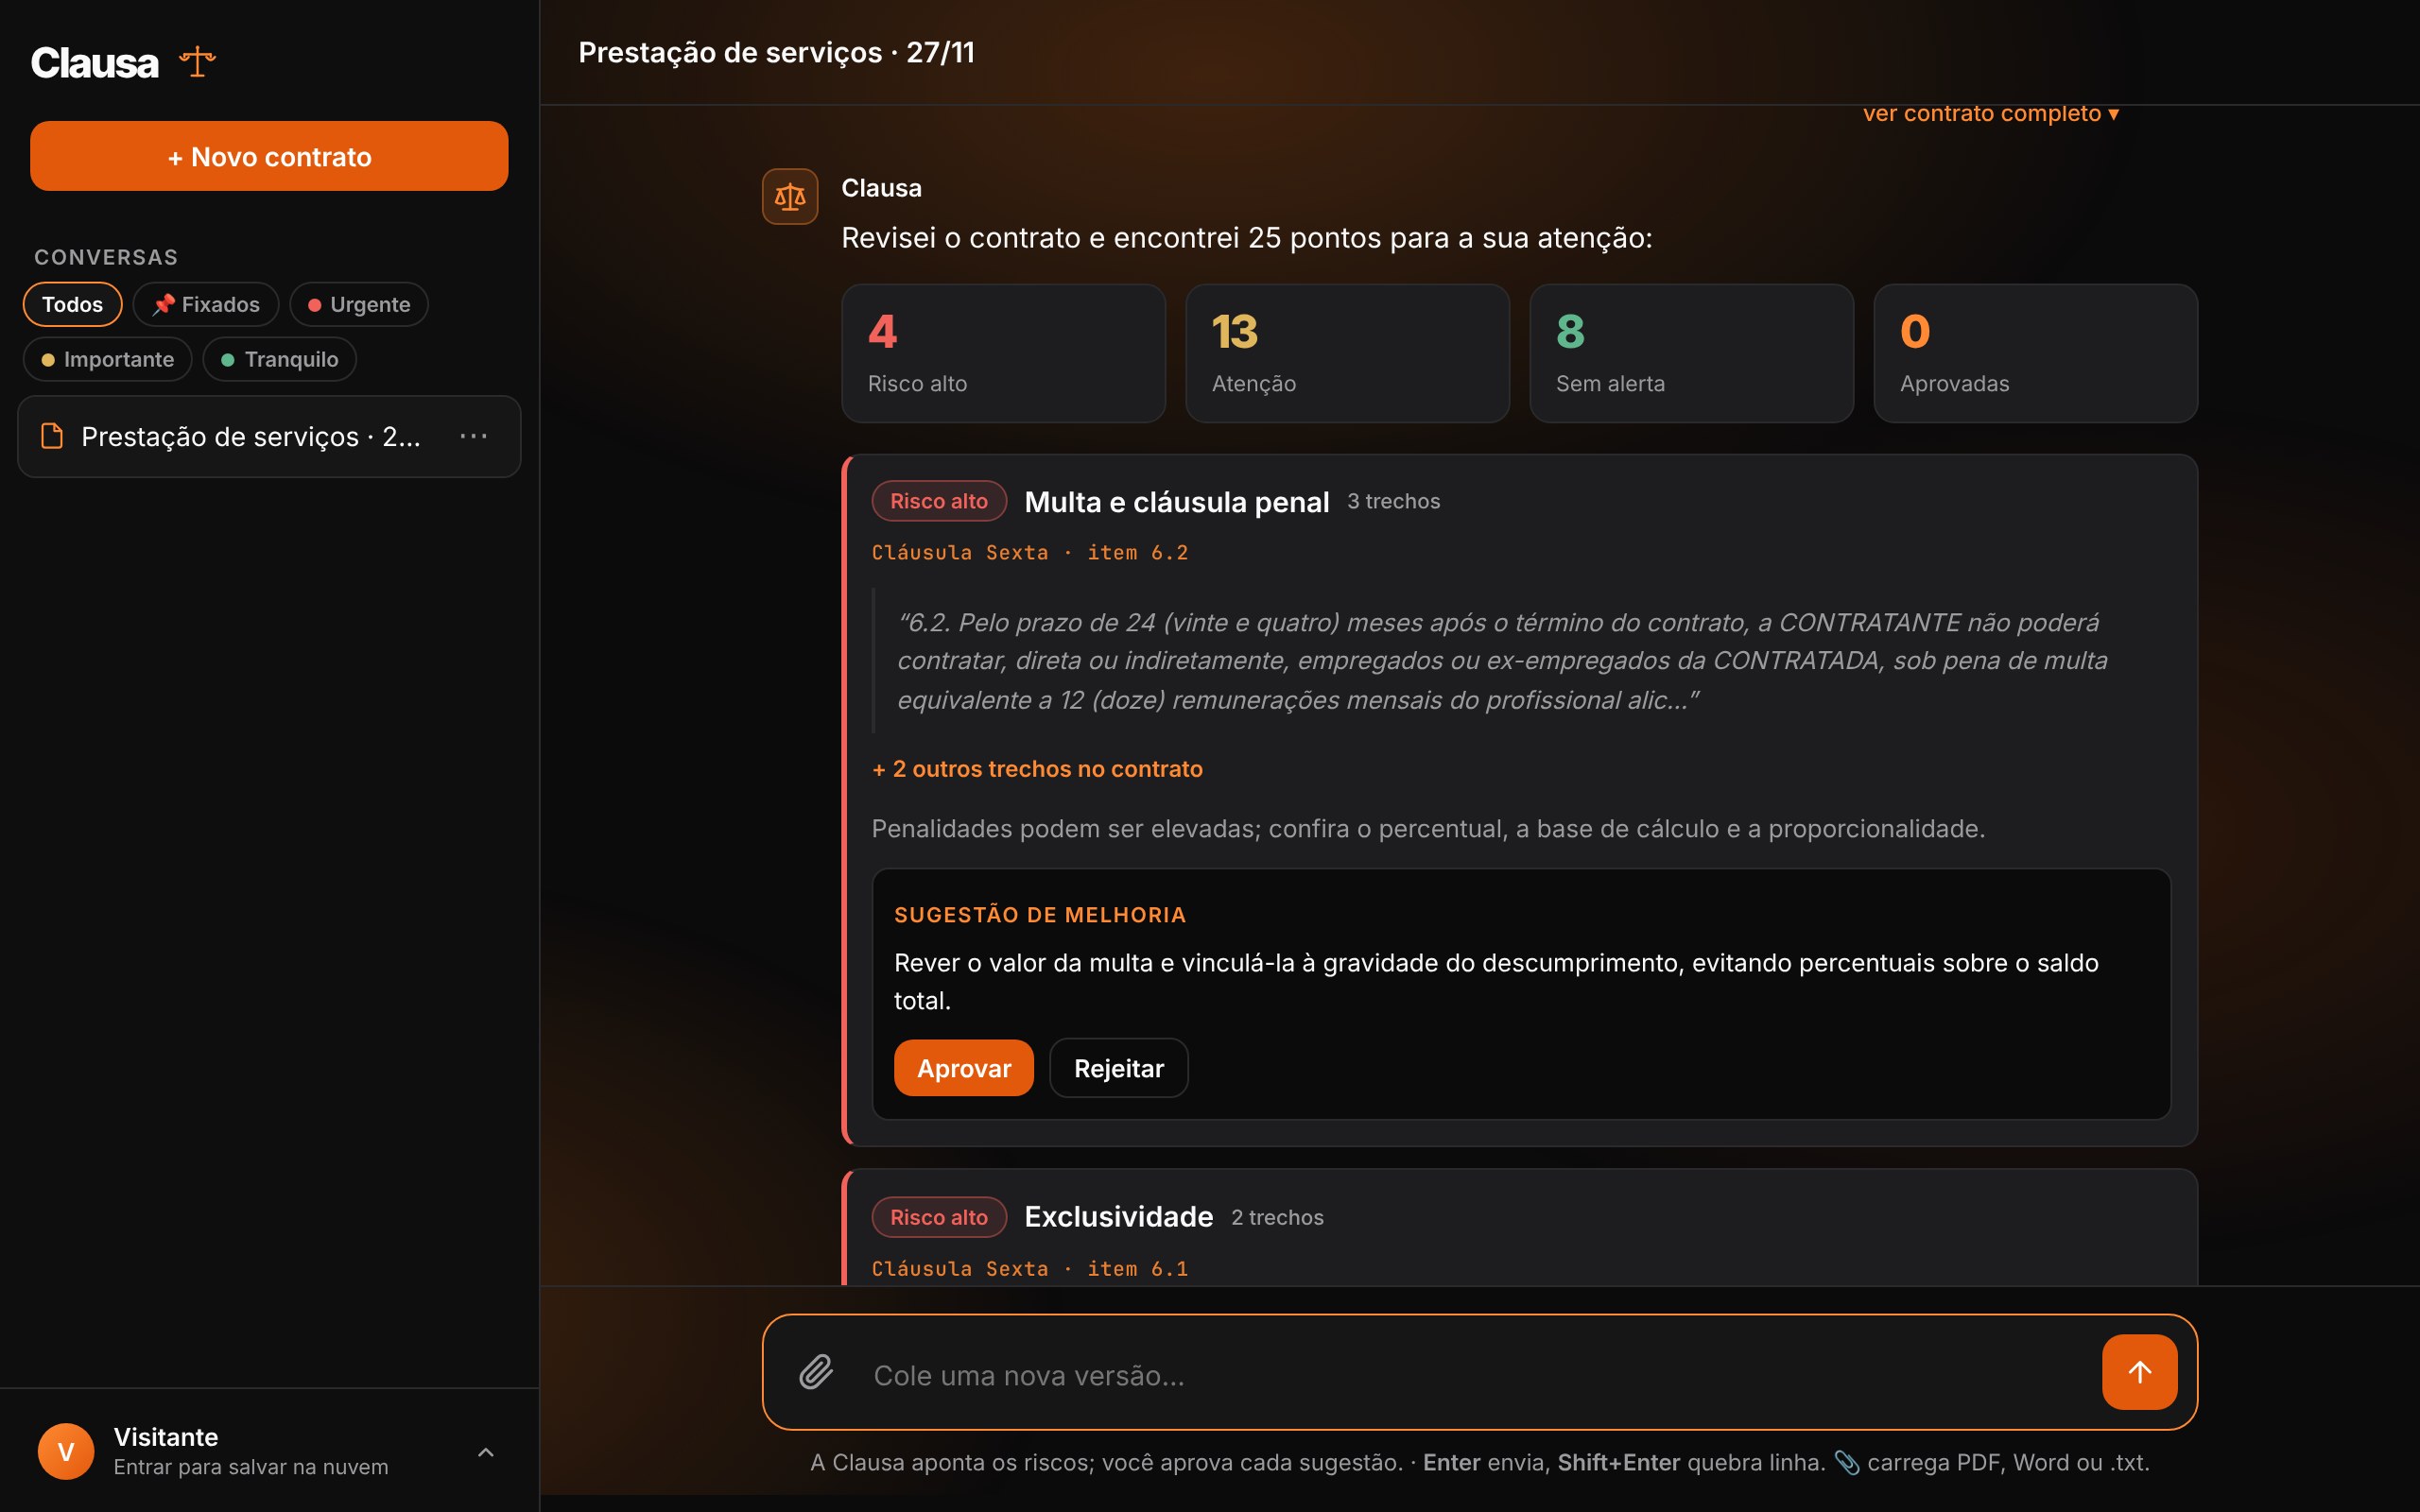 Clausa
+ Novo contrato
CONVERSAS
Todos
📌 Fixados
Urgente
Importante
Tranquilo
Prestação de serviços · 2...
Visitante
Entrar para salvar na nuvem
V
Prestação de serviços · 27/11
ver contrato completo ▾
Clausa
Revisei o contrato e encontrei 25 pontos para a sua atenção:
4
Risco alto
13
Atenção
8
Sem alerta
0
Aprovadas
Risco alto Multa e cláusula penal 3 trechos
Cláusula Sexta · item 6.2
“6.2. Pelo prazo de 24 (vinte e quatro) meses após o término do contrato, a CONTRATANTE não poderá
contratar, direta ou indiretamente, empregados ou ex-empregados da CONTRATADA, sob pena de multa
equivalente a 12 (doze) remunerações mensais do profissional alic...”
+ 2 outros trechos no contrato
Penalidades podem ser elevadas; confira o percentual, a base de cálculo e a proporcionalidade.
SUGESTÃO DE MELHORIA
Rever o valor da multa e vinculá-la à gravidade do descumprimento, evitando percentuais sobre o saldo
total.
Aprovar
Rejeitar
Risco alto Exclusividade 2 trechos
Cláusula Sexta · item 6.1
Cole uma nova versão...
A Clausa aponta os riscos; você aprova cada sugestão. · Enter envia, Shift+Enter quebra linha. 📎 carrega PDF, Word ou .txt.